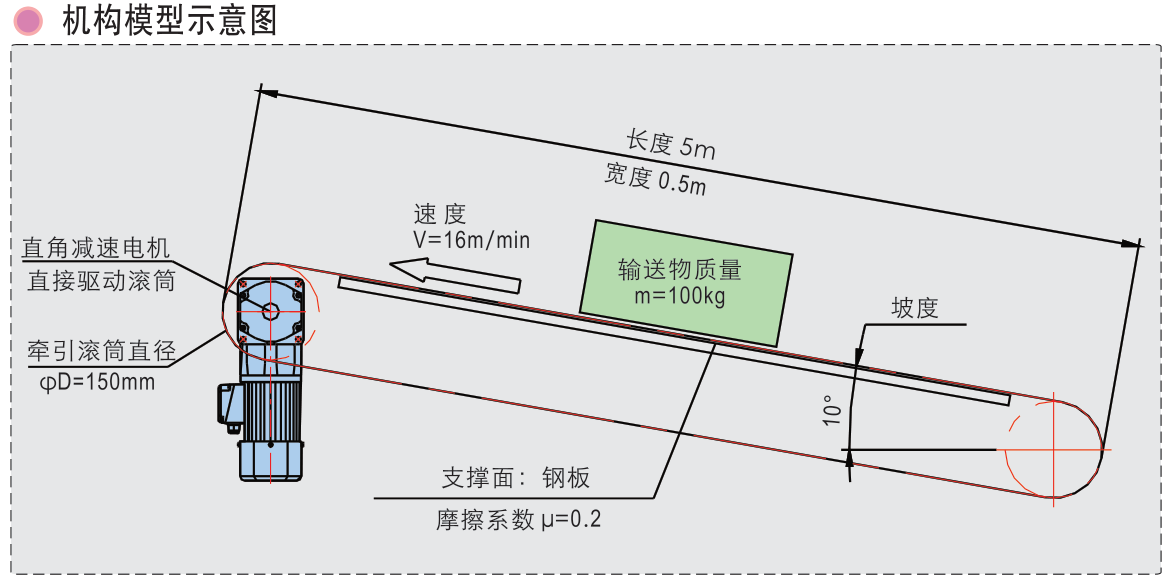 机构模型示意图
长度 5m
宽度 0.5m
速 度
V=16m/min
直角减速电机
直接驱动滚筒
输送物质量
m=100kg
坡度
牵引滚筒直径
φD=150mm
10°
支撑面：钢板
摩擦系数 μ=0.2